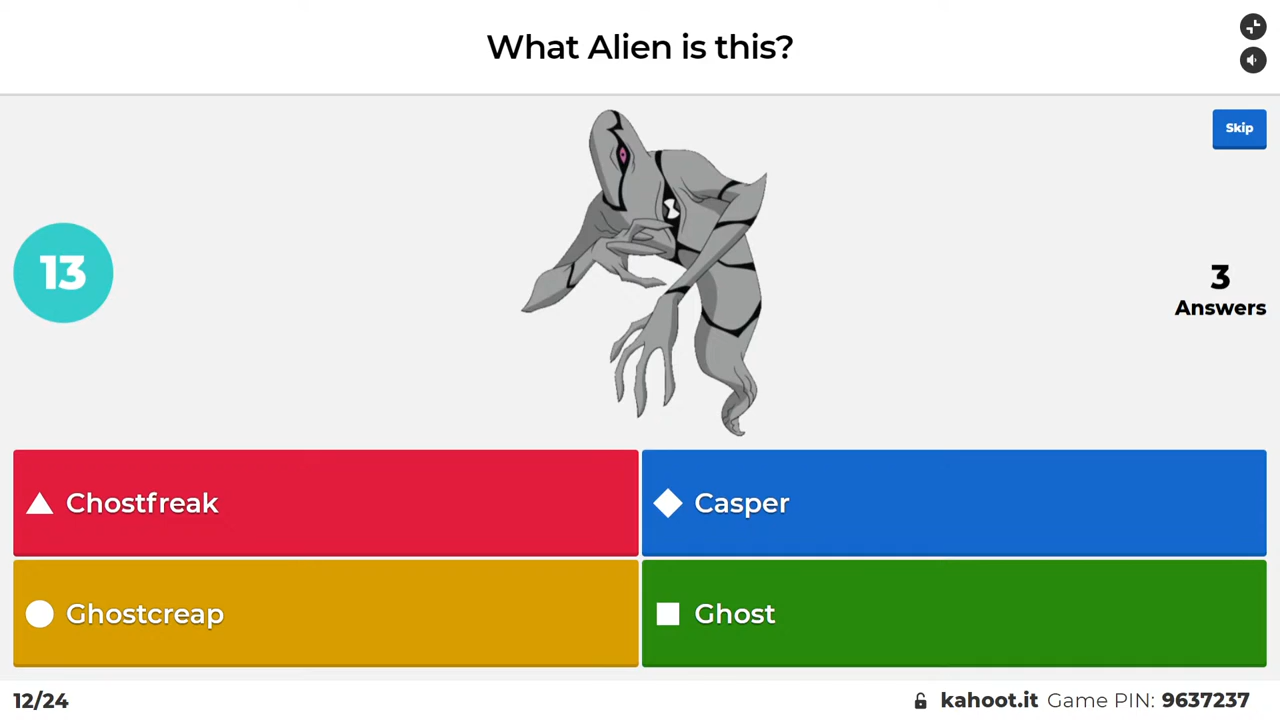 What Alien is this?
Skip
13
3
Answers
Chostfreak
Casper
Ghostcreap
Ghost
12/24
kahoot.it Game PIN: 9637237